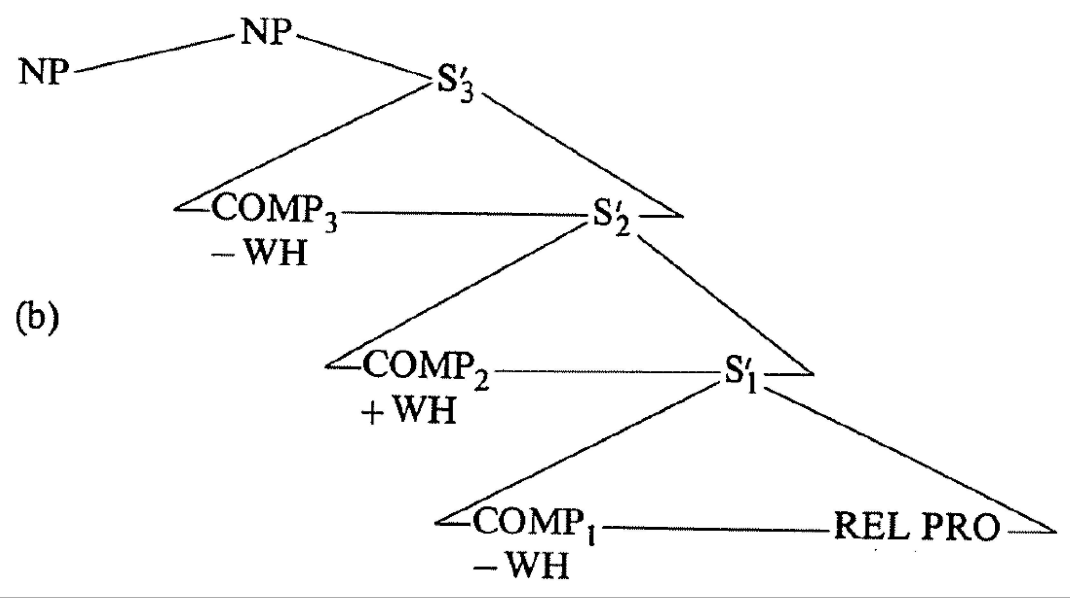 NP NP S′3
COMP3 S′2
– WH
(b)
COMP2 S′1
+ WH
COMP1 REL PRO
– WH